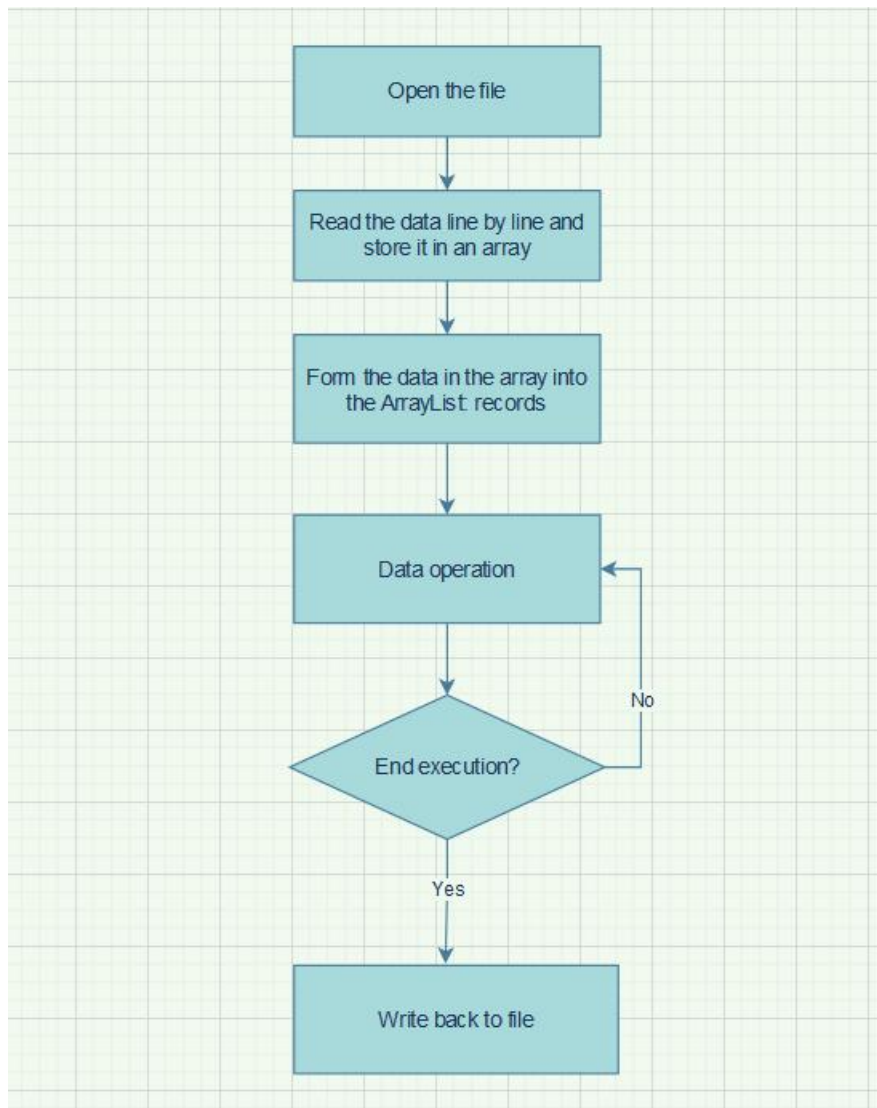 Open the file
Read the data line by line and
store it in an array
Form the data in the array into
the ArrayList: records
Data operation
No
End execution?
Yes
Write back to file